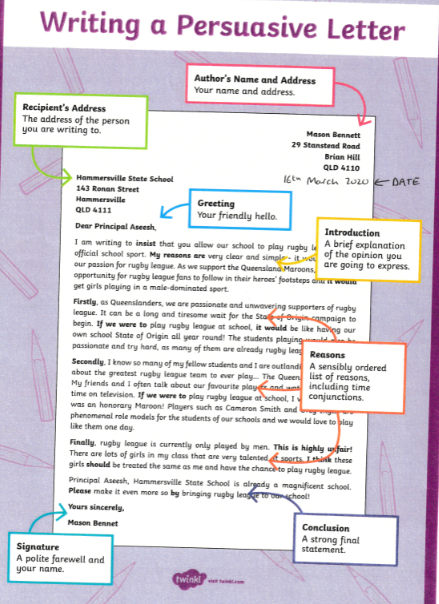 Writing a Persuasive Letter
Author's Name and Address
Your name and address.
Recipient's Address
The address of the person
you are writing to.
Mason Bennett
29 Stanstead Road
Brian Hill
QLD 4110
16th March 2020 ← DATE
Hammersville State School
143 Ronan Street
Hammersville
QLD 4111
Greeting
Your friendly hello.
Dear Principal Aseesh,
Introduction
A brief explanation
of the opinion you
are going to express.
I am writing to insist that you allow our school to play rugby
official school sport. My reasons are very clear and simple - it
our passion for rugby league. As we support the Queensland Maroons,
opportunity for rugby league fans to follow in their heroes' footsteps and it would
get girls playing in a male-dominated sport.
Firstly, as Queenslanders, we are passionate and unwavering supporters of rugby
league. It can be a long and tiresome wait for the State of Origin campaign to
begin. If we were to play rugby league at school, it would be like having our
own school State of Origin all year round! The students playing
passionate and try hard, as many of them are already rugby
Reasons
A sensibly ordered
list of reasons,
including time
conjunctions.
Secondly, I know so many of my fellow students and I are
about the greatest rugby league team to ever play... The
My friends and I often talk about our favourite players
time on television. If we were to play rugby league at school, I
was an honorary Maroon! Players such as Cameron Smith and
phenomenal role models for the students of our schools and we would love to play
like them one day.
Finally, rugby league is currently only played by men. This is highly unfair!
There are lots of girls in my class that are very talented at sports. I think these
girls should be treated the same as me and have the chance to play rugby league.
Principal Aseesh, Hammersville State School is already a magnificent school.
Please make it even more so by bringing rugby league to our school!
Yours sincerely,
Mason Bennet
Signature
A polite farewell and
your name.
Conclusion
A strong final
statement.
twinkl visit twinkl.com